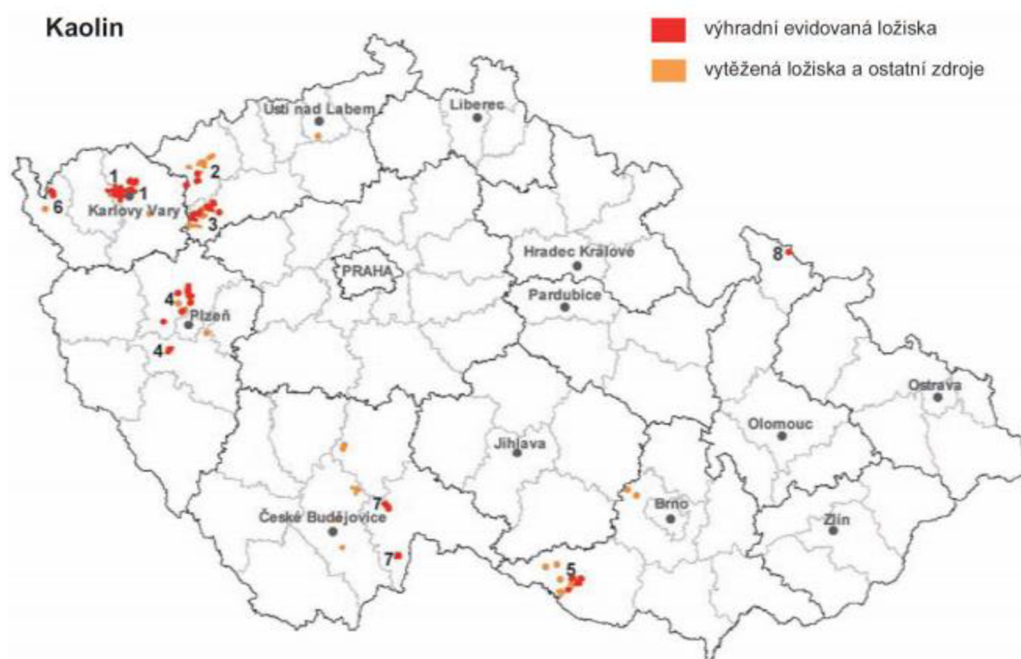 Kaolin
výhradní evidovaná ložiska
vytěžená ložiska a ostatní zdroje
Ústí nad Labem
Liberec
1
2
1
6
Karlovy Vary
3
Hradec Králové
8
PRAHA
4
Pardubice
Plzeň
4
Ostrava
Olomouc
Jihlava
7
Brno
České Budějovice
Zlín
7
5